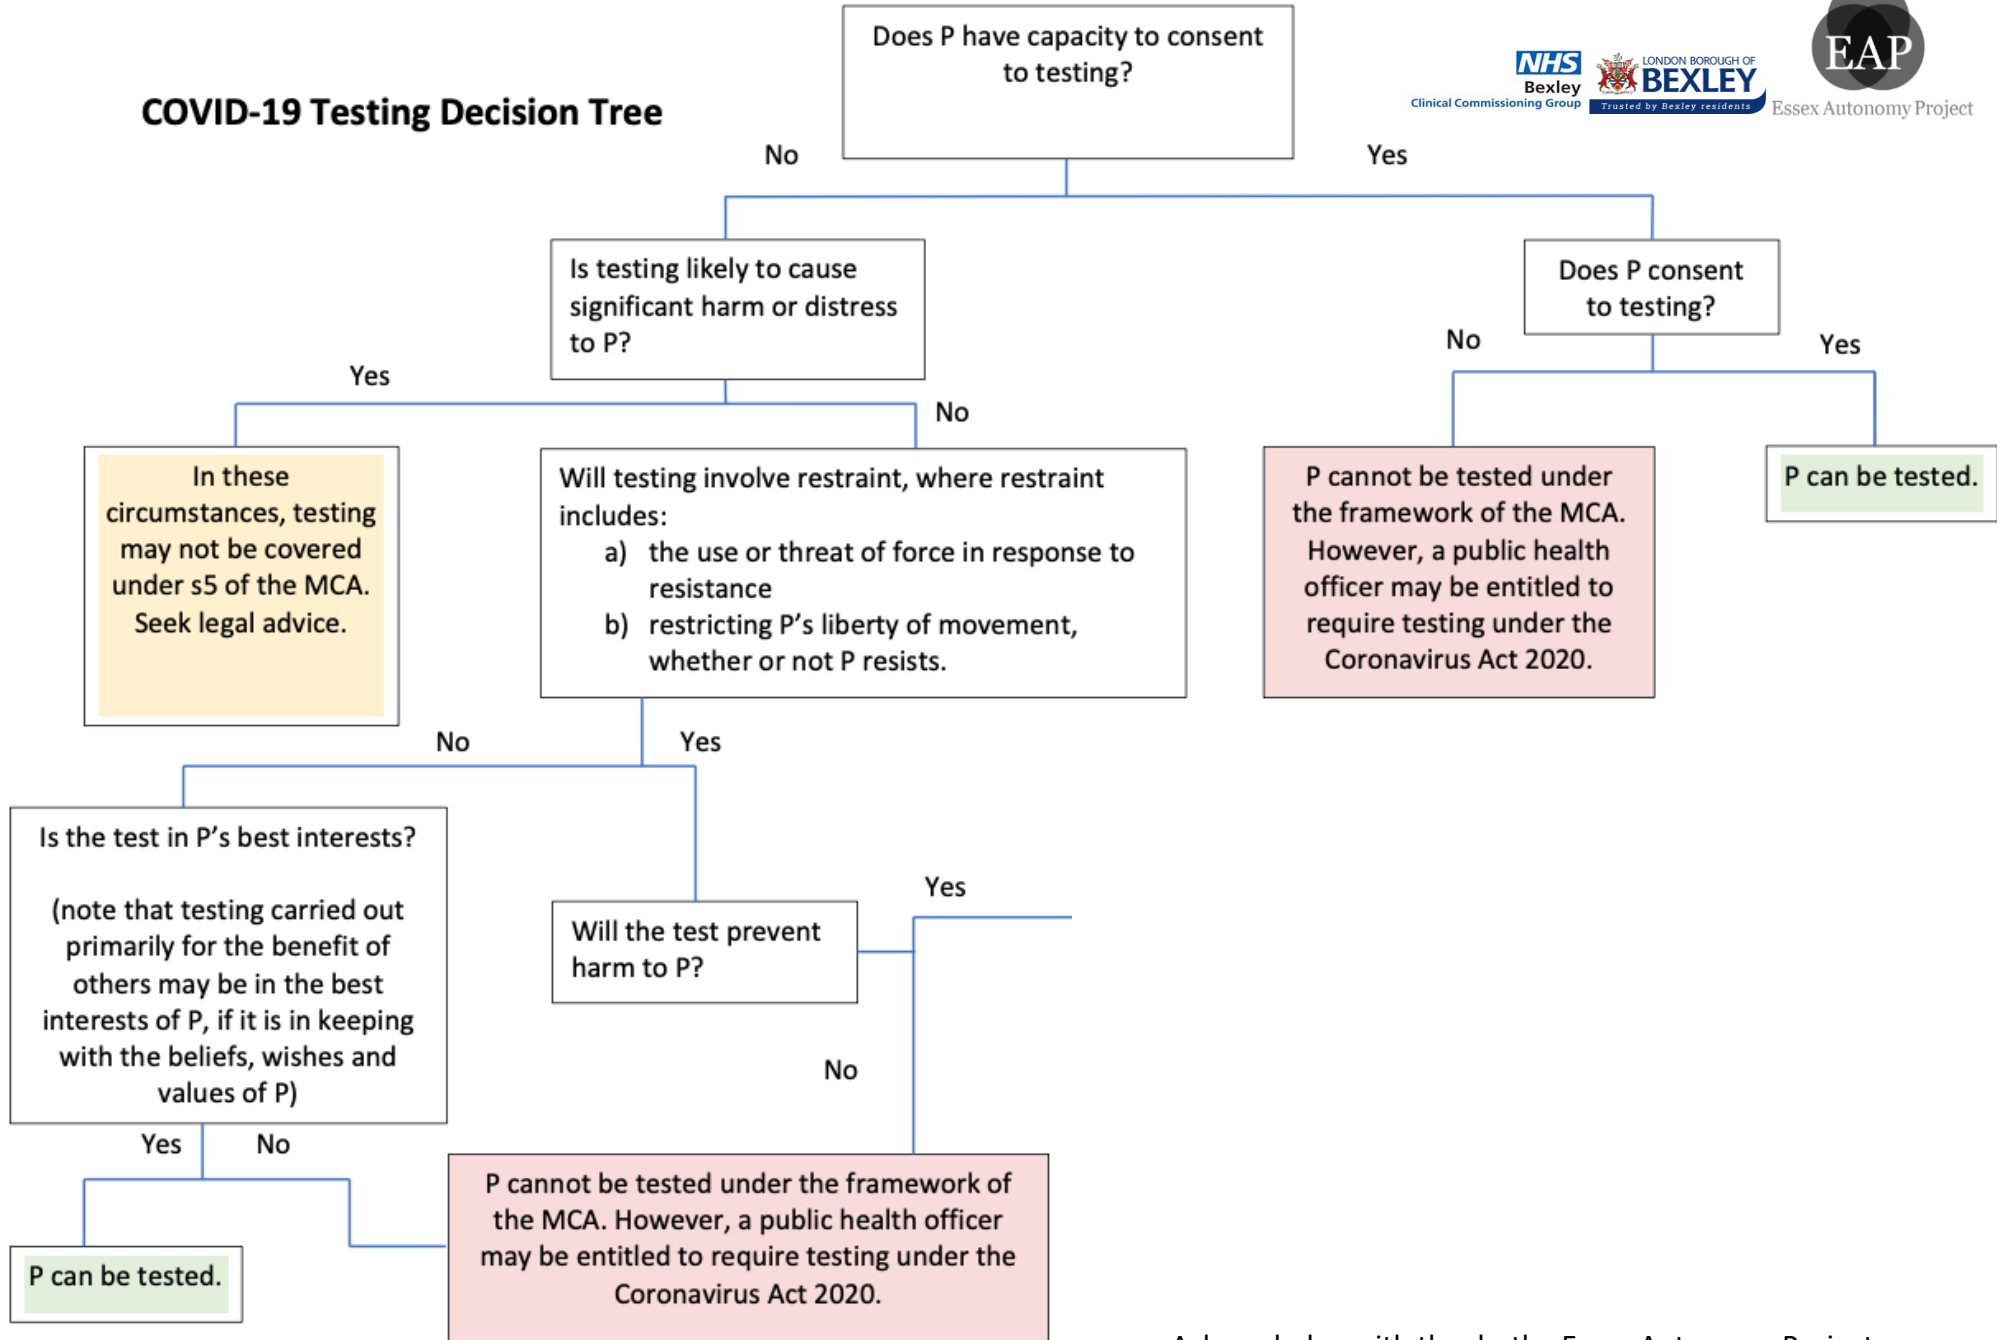 Does P have capacity to consent
to testing?
NHS
Bexley
Clinical Commissioning Group
LONDON BOROUGH OF
BEXLEY
Trusted by Bexley residents
EAP
Essex Autonomy Project
COVID-19 Testing Decision Tree
No
Yes
Is testing likely to cause
significant harm or distress
to P?
Does P consent
to testing?
No
Yes
Yes
No
In these
circumstances, testing
may not be covered
under s5 of the MCA.
Seek legal advice.
Will testing involve restraint, where restraint
includes:
a) the use or threat of force in response to
resistance
b) restricting P’s liberty of movement,
whether or not P resists.
P cannot be tested under
the framework of the MCA.
However, a public health
officer may be entitled to
require testing under the
Coronavirus Act 2020.
P can be tested.
No
Yes
Is the test in P’s best interests?
(note that testing carried out
primarily for the benefit of
others may be in the best
interests of P, if it is in keeping
with the beliefs, wishes and
values of P)
Will the test prevent
harm to P?
Yes
No
Yes
No
P can be tested.
P cannot be tested under the framework of
the MCA. However, a public health officer
may be entitled to require testing under the
Coronavirus Act 2020.